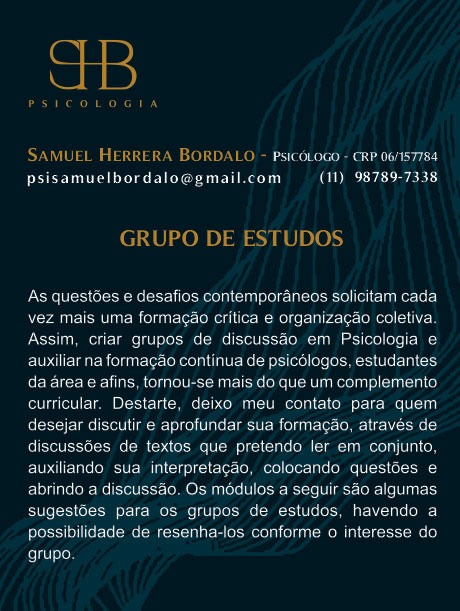 SHB
PSICOLOGIA
SAMUEL HERRERA BORDALO - PSICÓLOGO - CRP 06/157784
psisamuelbordalo@gmail.com (11) 98789-7338
GRUPO DE ESTUDOS
As questões e desafios contemporâneos solicitam cada
vez mais uma formação crítica e organização coletiva.
Assim, criar grupos de discussão em Psicologia e
auxiliar na formação contínua de psicólogos, estudantes
da área e afins, tornou-se mais do que um complemento
curricular. Destarte, deixo meu contato para quem
desejar discutir e aprofundar sua formação, através de
discussões de textos que pretendo ler em conjunto,
auxiliando sua interpretação, colocando questões e
abrindo a discussão. Os módulos a seguir são algumas
sugestões para os grupos de estudos, havendo a
possibilidade de resenha-los conforme o interesse do
grupo.